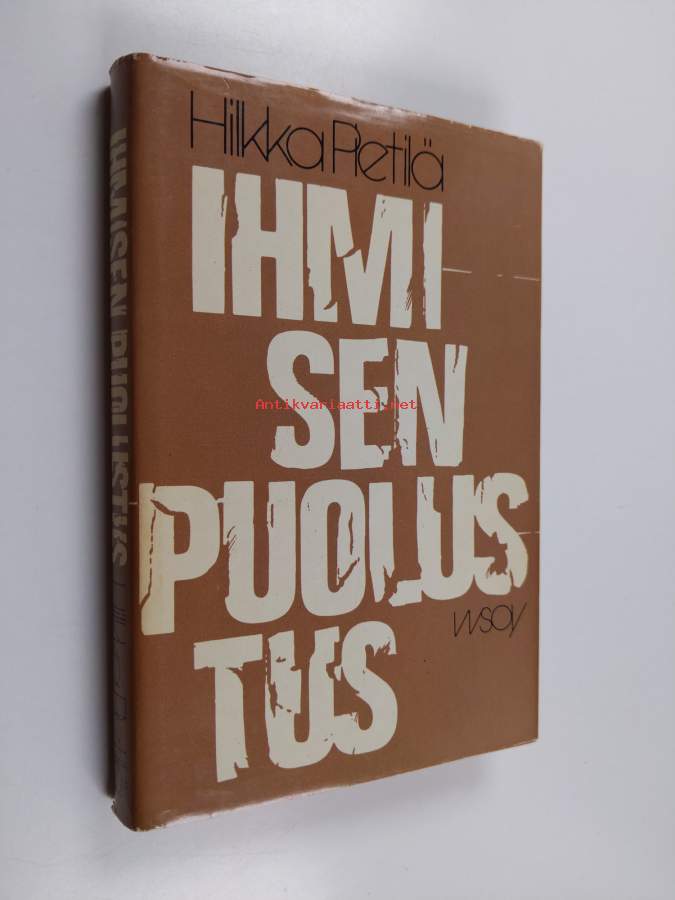 Hilkka Pietilä
IHMI
SEN
PUOLUS
TUS
WSOY
IHMISEN PUOLUSTUS
Antikvariaatti.net